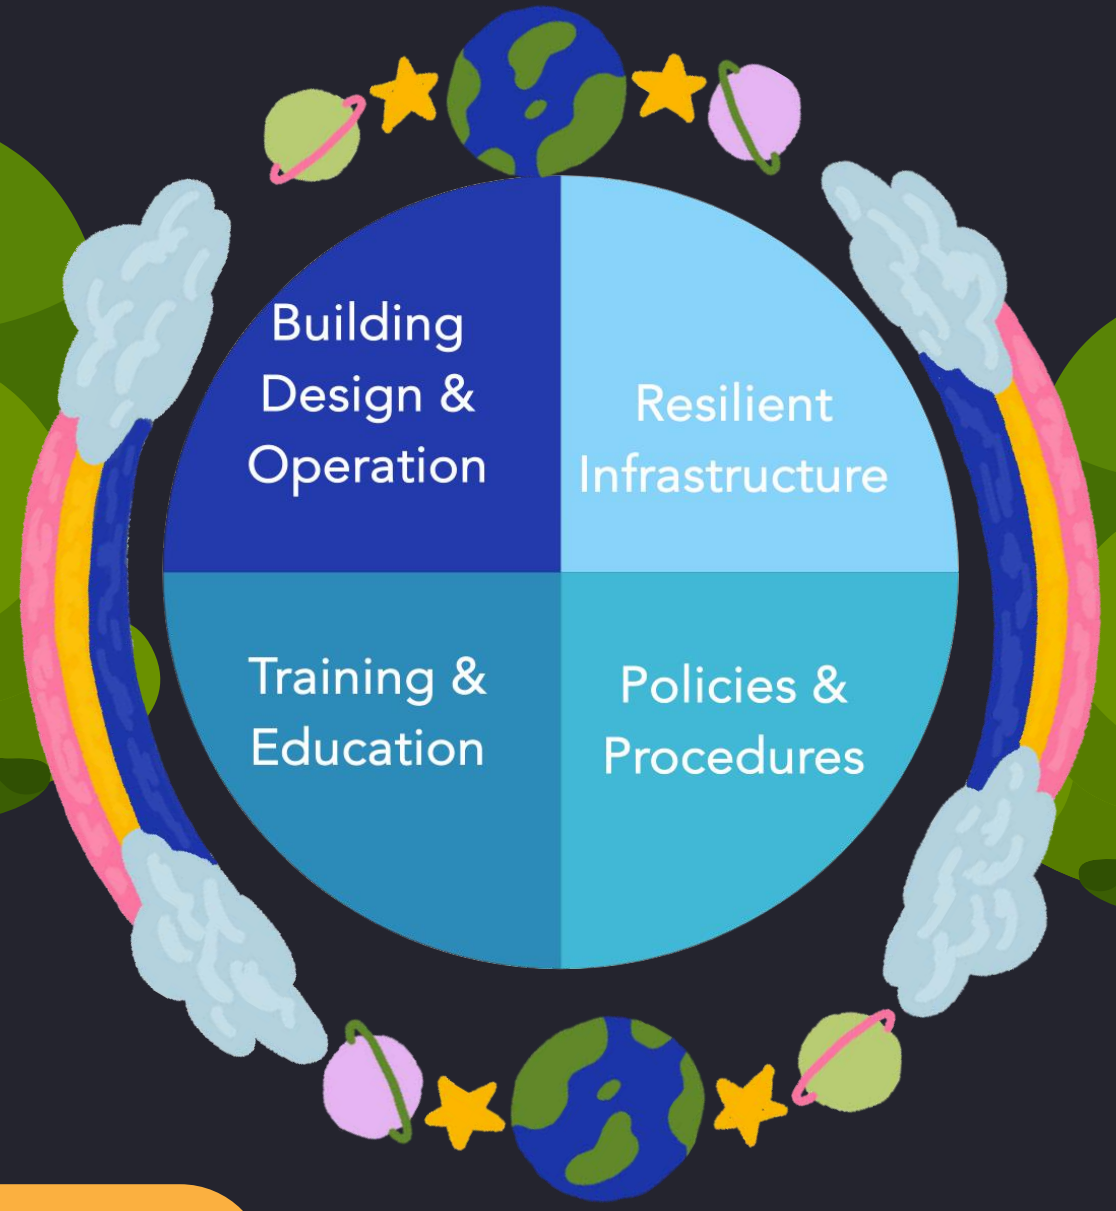 Building
Design &
Operation
Resilient
Infrastructure
Training &
Education
Policies &
Procedures